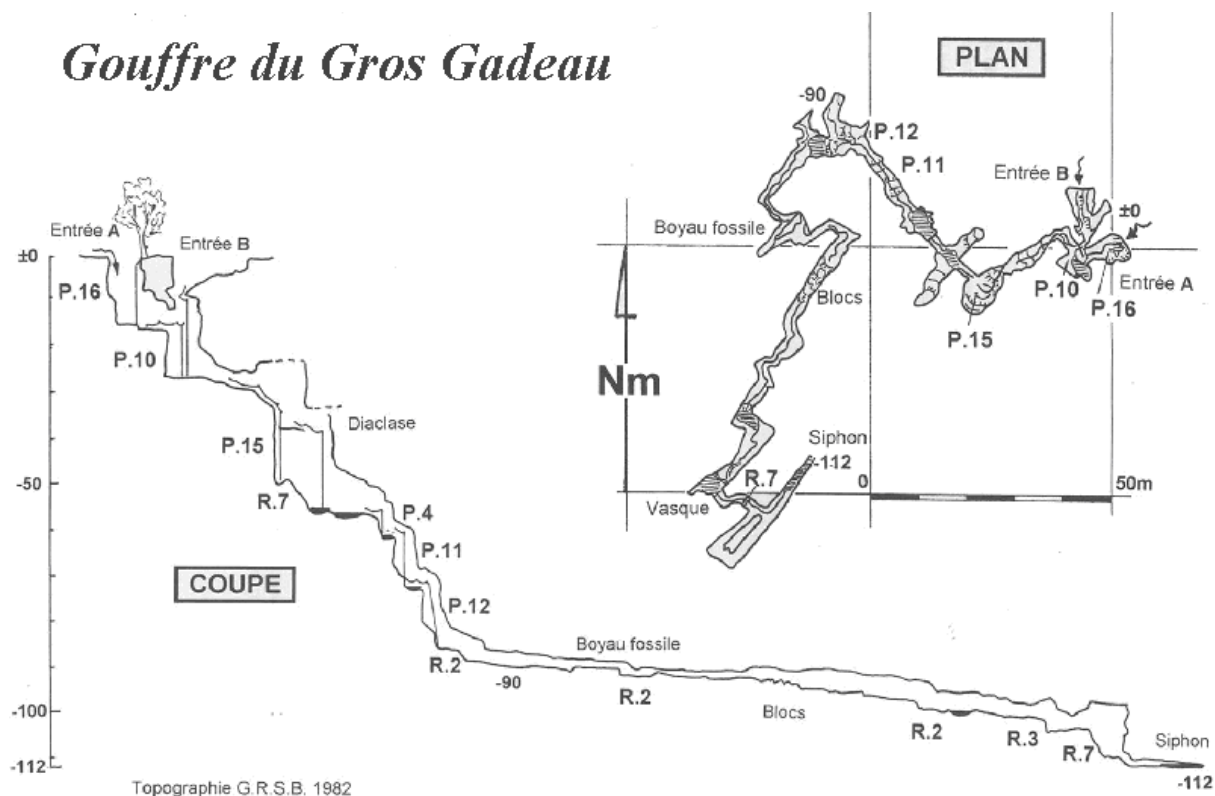 Gouffre du Gros Gadeau
PLAN
-90
P.12
P.11
Entrée B
±0
Boyau fossile
Entrée A
P.10
P.16
P.15
Blocs
Nm
Siphon
-112
R.7
0
50m
Vasque
Entrée A
Entrée B
±0
P.16
P.10
Diaclase
P.15
-50
R.7
P.4
P.11
COUPE
P.12
Boyau fossile
R.2
-90
R.2
-100
Blocs
R.2
R.3
R.7
Siphon
-112
-112
Topographie G.R.S.B. 1982